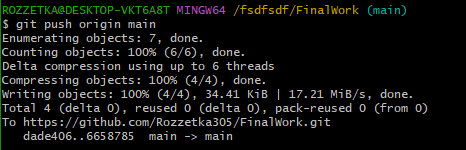 ROZZETKA@DESKTOP-VKT6A8T MINGW64 /fsdfsdf/FinalWork (main)
$ git push origin main
Enumerating objects: 7, done.
Counting objects: 100% (6/6), done.
Delta compression using up to 6 threads
Compressing objects: 100% (4/4), done.
Writing objects: 100% (4/4), 34.41 KiB | 17.21 MiB/s, done.
Total 4 (delta 0), reused 0 (delta 0), pack-reused 0 (from 0)
To https://github.com/Rozzetka305/FinalWork.git
   dade406..6658785  main -> main